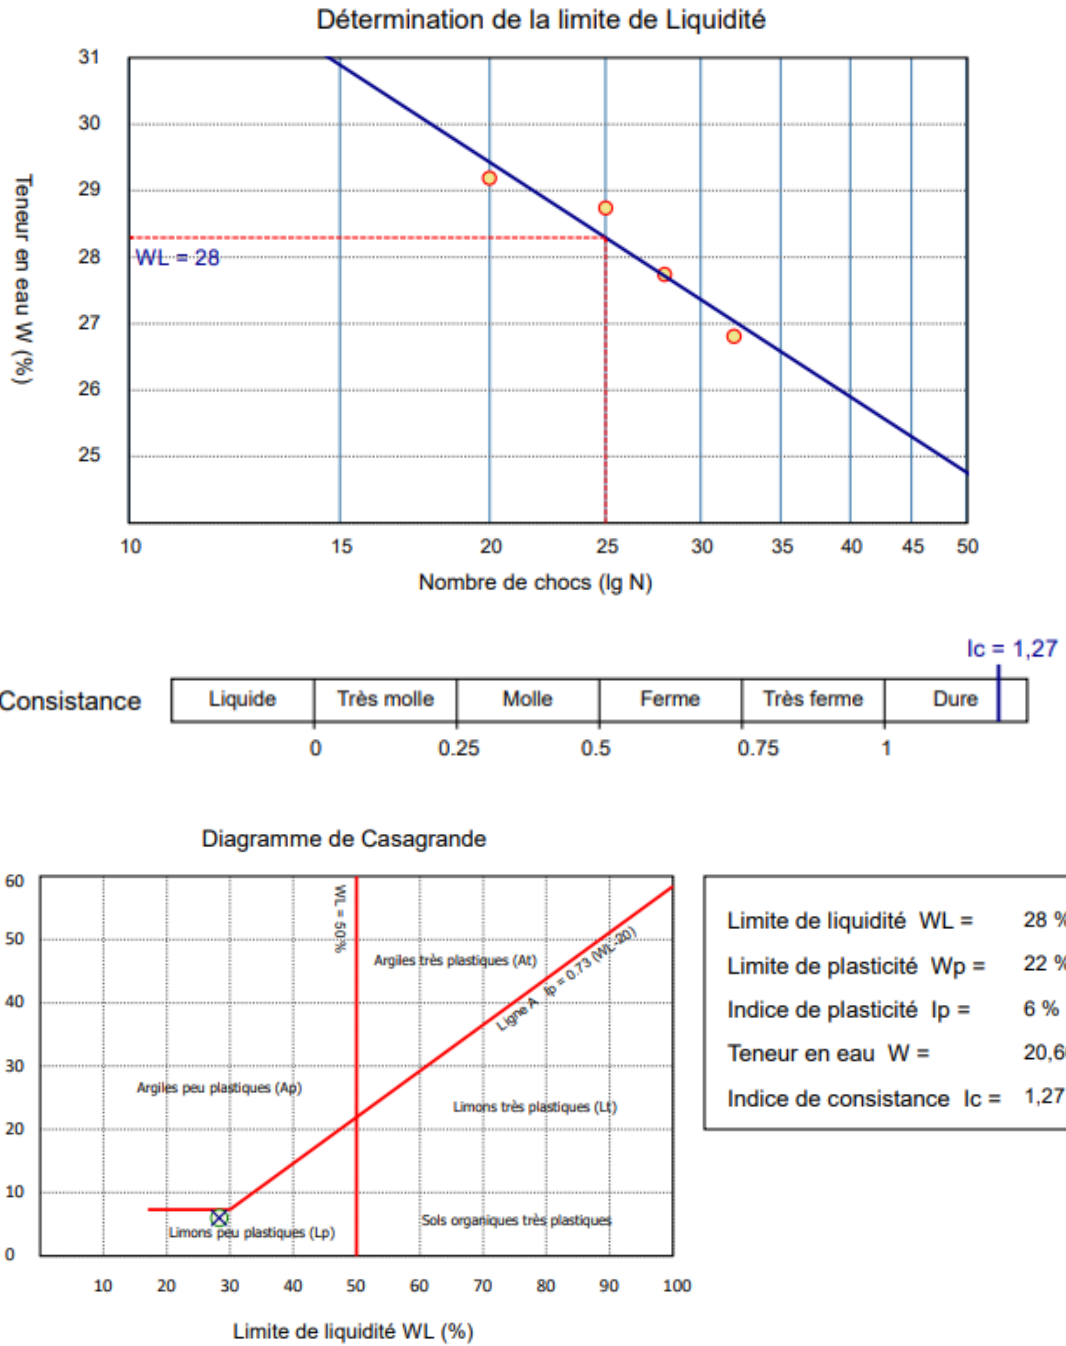 Détermination de la limite de Liquidité
31
30
29
28
27
26
25
Teneur en eau W (%)
WL = 28
10 15 20 25 30 35 40 45 50
Nombre de chocs (lg N)
Ic = 1,27
Consistance Liquide Très molle Molle Ferme Très ferme Dure
0 0.25 0.5 0.75 1
Diagramme de Casagrande
60
50
40
30
20
10
0
WL = 50%
Argiles très plastiques (At)
Ligne A Ip = 0.73 (WL-20)
Argiles peu plastiques (Ap)
Limons très plastiques (Lt)
Limons peu plastiques (Lp)
Sols organiques très plastiques
10 20 30 40 50 60 70 80 90 100
Limite de liquidité WL (%)
Limite de liquidité WL = 28 %
Limite de plasticité Wp = 22 %
Indice de plasticité Ip = 6 %
Teneur en eau W =
Indice de consistance Ic = 1,27